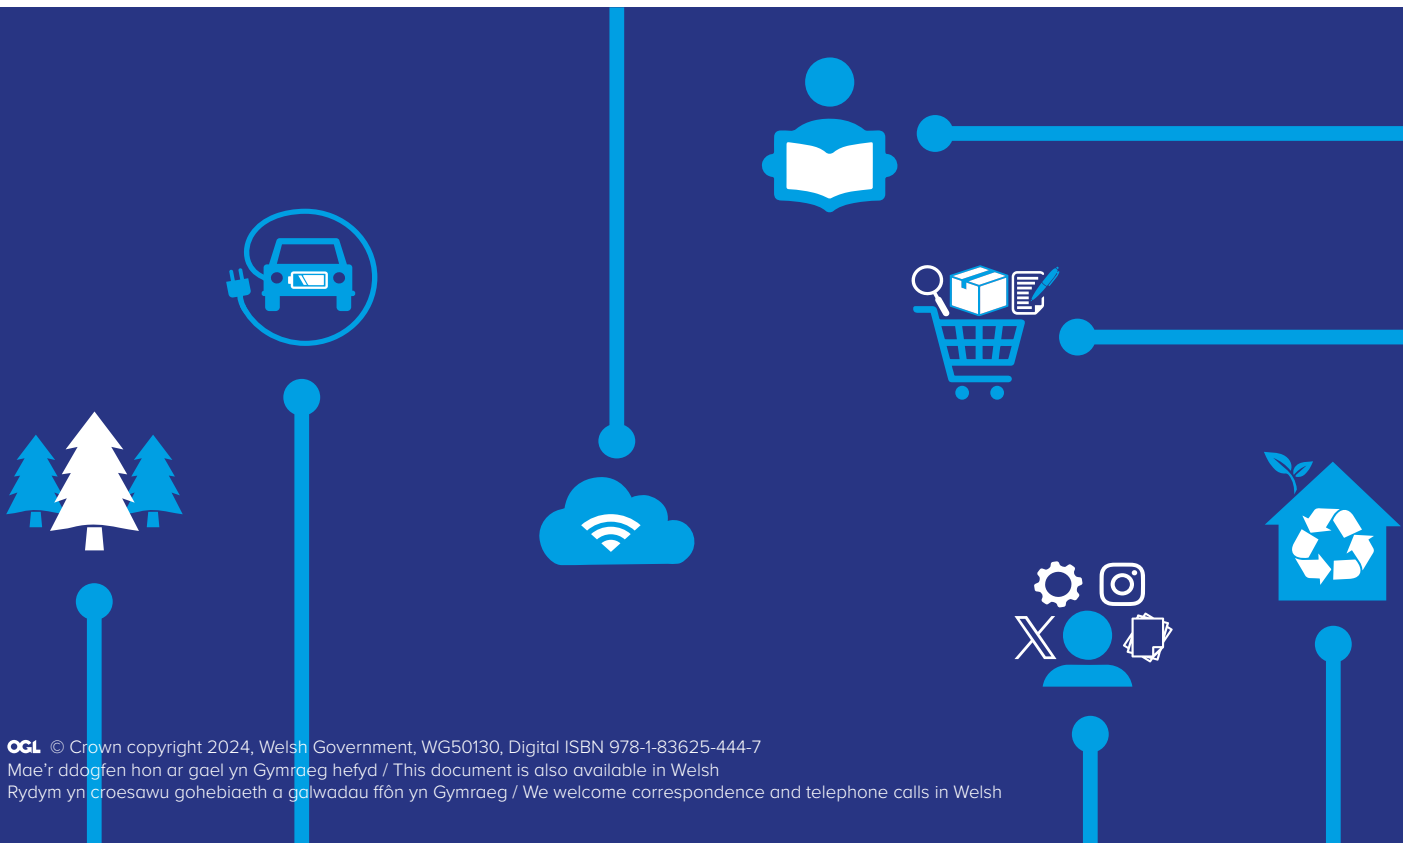 OGL © Crown copyright 2024, Welsh Government, WG50130, Digital ISBN 978-1-83625-444-7
Mae'r ddogfen hon ar gael yn Gymraeg hefyd / This document is also available in Welsh
Rydym yn croesawu gohebiaeth a galwadau ffôn yn Gymraeg / We welcome correspondence and telephone calls in Welsh